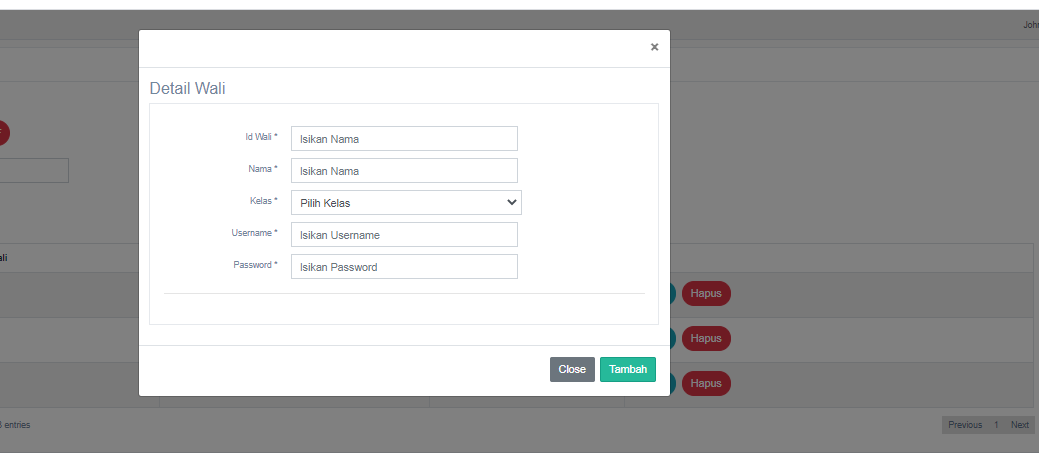 John
×
Detail Wali
Id Wali * Isikan Nama
Nama * Isikan Nama
Kelas * Pilih Kelas
Username * Isikan Username
Password * Isikan Password
Hapus
Hapus
Close Tambah
Hapus
entries
Previous 1 Next